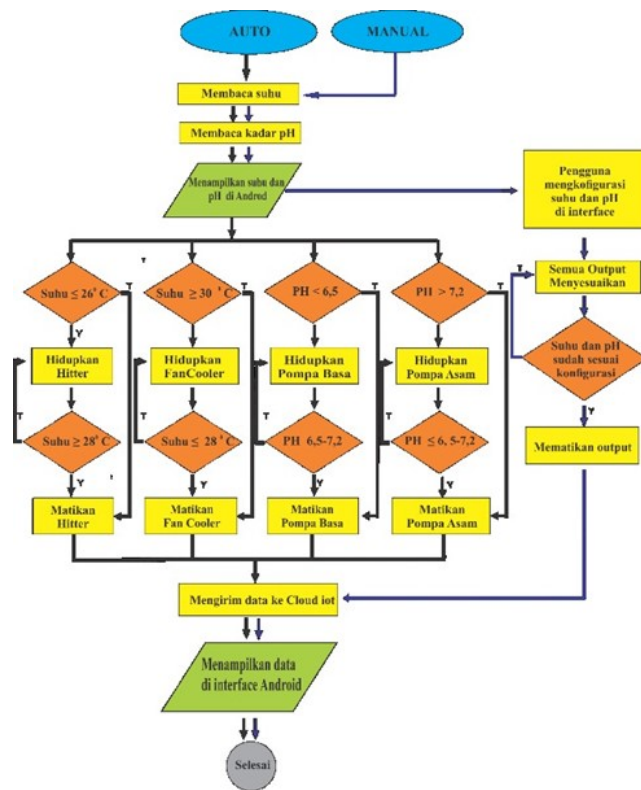 AUTO
MANUAL
Membaca suhu
Membaca kadar pH
Menampilkan suhu dan
pH di Androd
Pengguna
mengkofigurasi
suhu dan pH
di interface
Semua Output
Menyesuaikan
T
Suhu dan pH
sudah sesuai
konfigurasi
Y
Mematikan output
Suhu ≤ 26° C
T
Suhu ≥ 30 ° C
T
PH < 6,5
T
PH > 7,2
T
Y
Y
Y
Y
Hidupkan
Hitter
Hidupkan
FanCooler
Hidupkan
Pompa Basa
Hidupkan
Pompa Asam
T
T
T
T
Suhu ≥ 28° C
Suhu ≤ 28 ° C
PH 6,5-7,2
PH ≤ 6, 5-7,2
Y
Y
Y
Y
Matikan
Hitter
Matikan
Fan Cooler
Matikan
Pompa Basa
Matikan
Pompa Asam
Mengirim data ke Cloud iot
Menampilkan data
di interface Android
Selesai